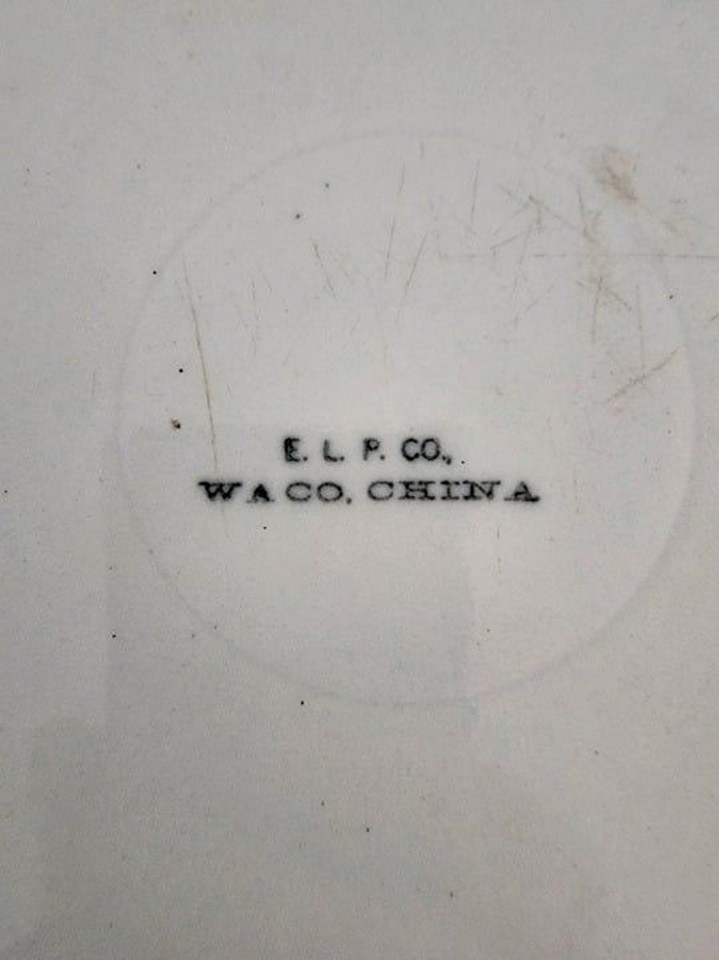 E. L. P. CO.,
WACO, CHINA